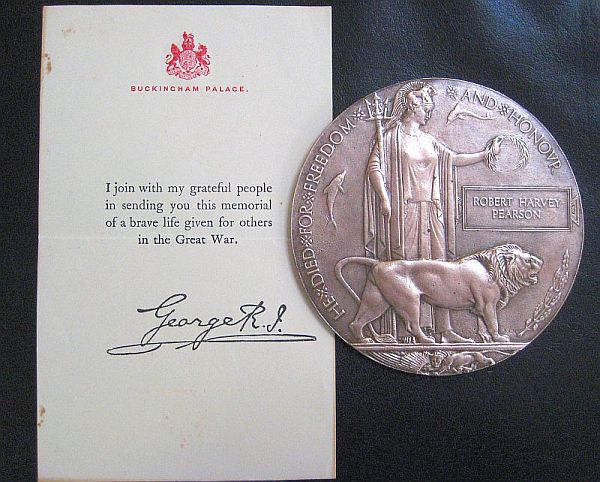 BUCKINGHAM PALACE.
I join with my grateful people
in sending you this memorial
of a brave life given for others
in the Great War.
George R.I.
HE DIED FOR FREEDOM AND HONOVR
ROBERT HARVEY
PEARSON